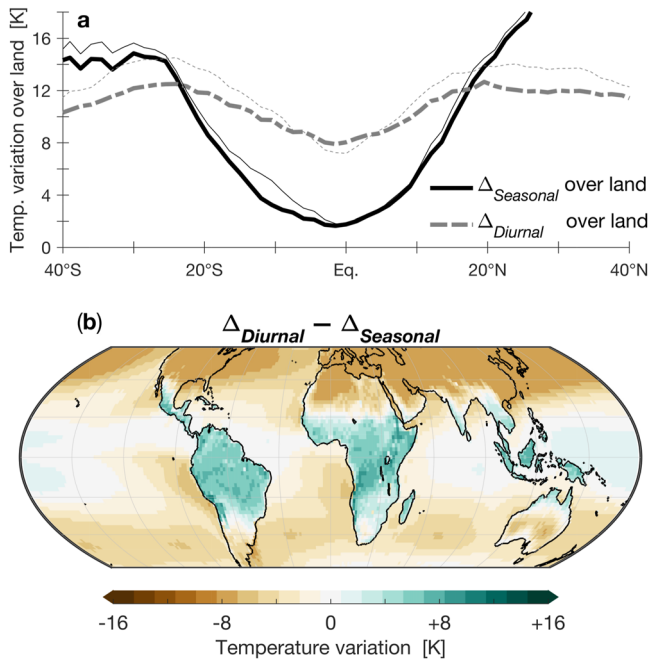 a
Temp. variation over land [K]
16
12
8
4
0
Δ_Seasonal over land
Δ_Diurnal over land
40°S
20°S
Eq.
20°N
40°N
(b)
Δ_Diurnal − Δ_Seasonal
-16
-8
0
+8
+16
Temperature variation [K]